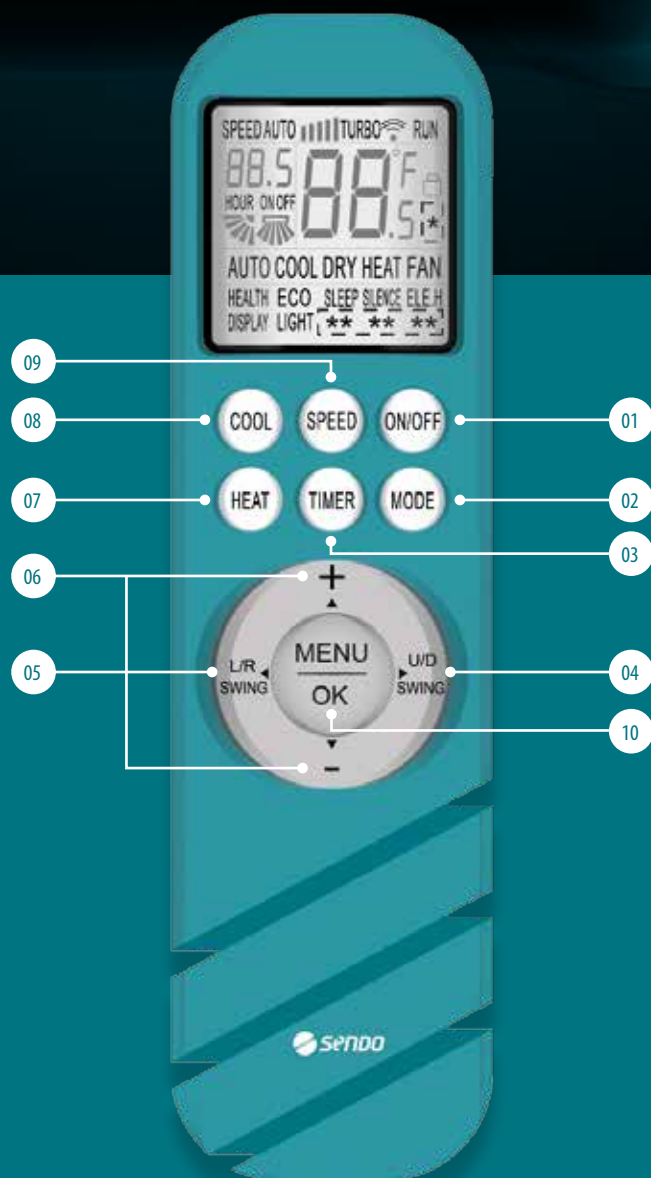 SPEED AUTO TURBO RUN
88.5 88 °F
HOUR ON OFF .5 *
AUTO COOL DRY HEAT FAN
HEALTH ECO SLEEP SILENCE ELE.H
DISPLAY LIGHT ** ** **
09
08 COOL SPEED ON/OFF 01
07 HEAT TIMER MODE 02
03
06 +
05 L/R SWING MENU OK U/D SWING 04
10
-
SENDO